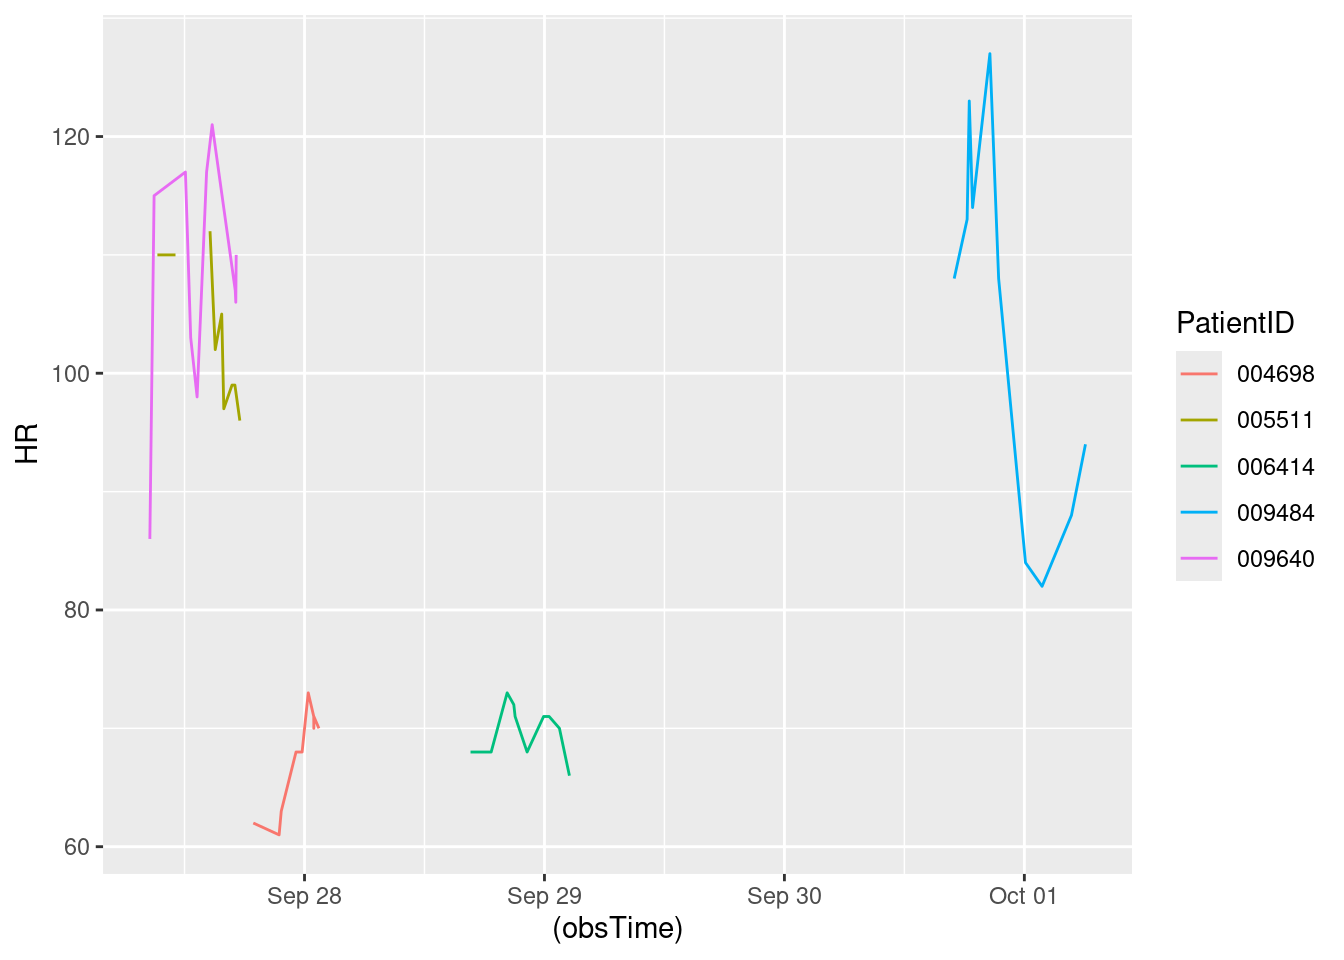 120
100
80
60
HR
Sep 28
Sep 29
Sep 30
Oct 01
(obsTime)
PatientID
004698
005511
006414
009484
009640